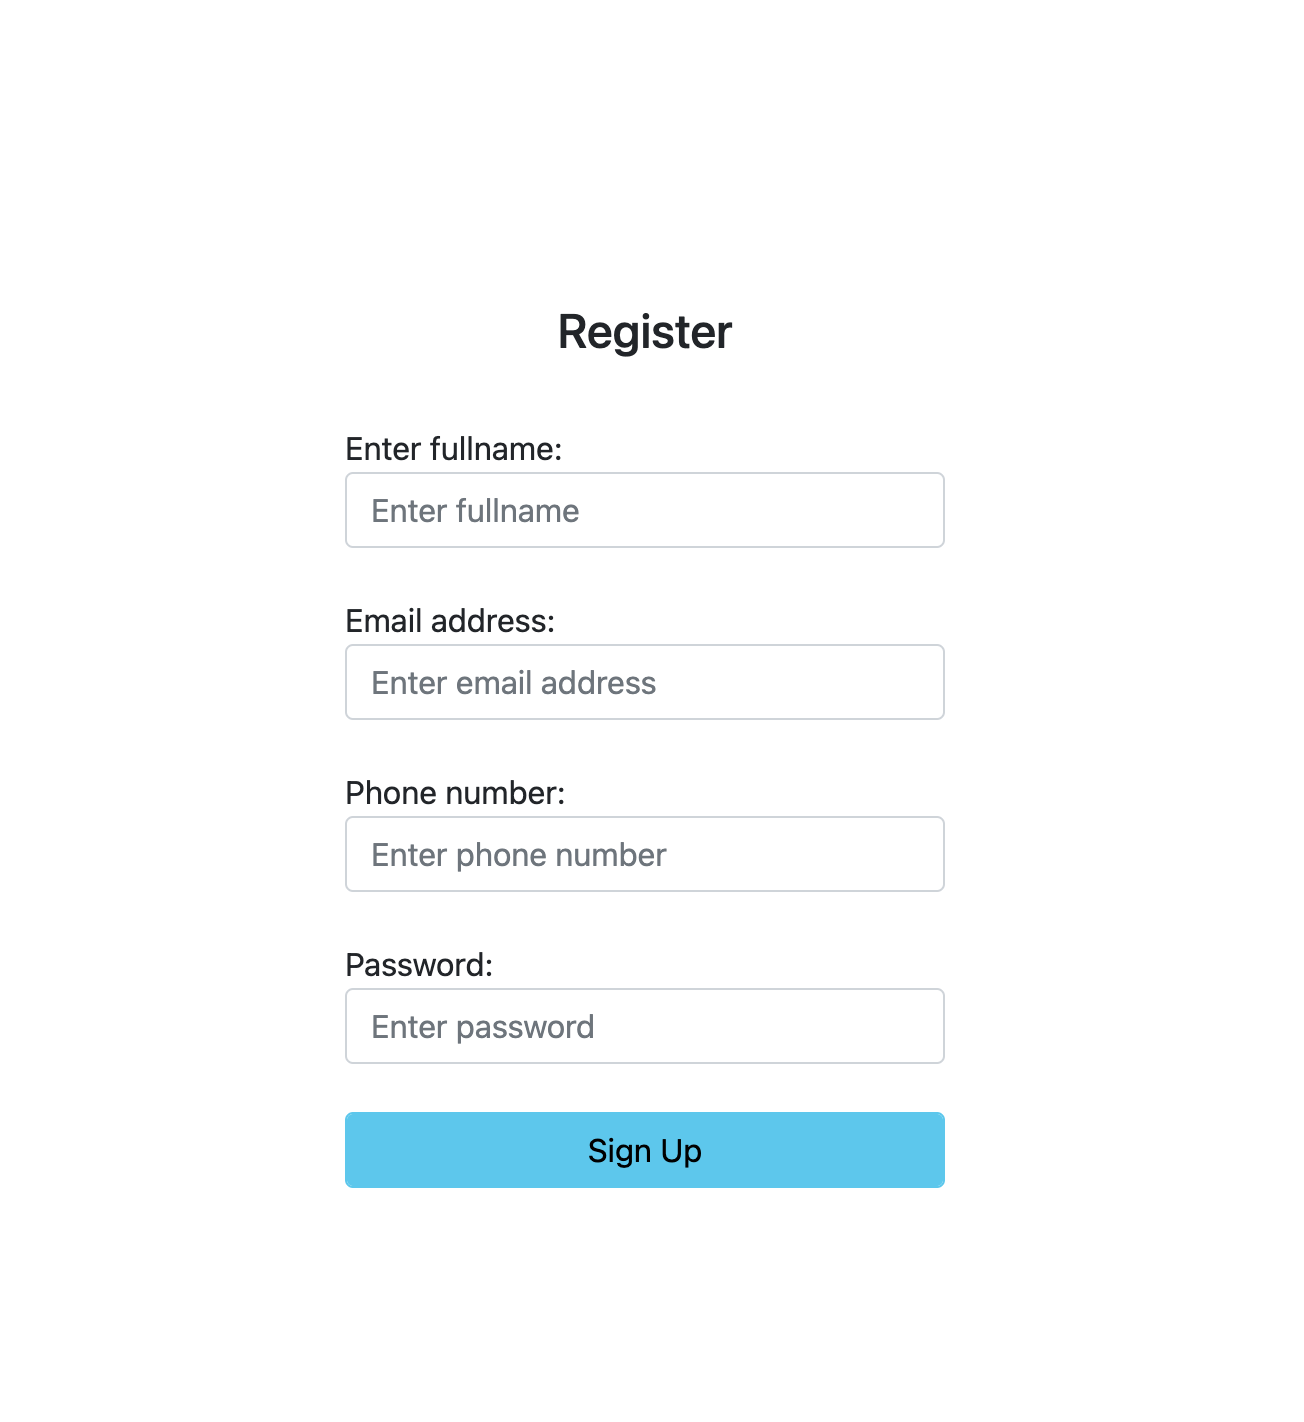 Register
Enter fullname:
Enter fullname
Email address:
Enter email address
Phone number:
Enter phone number
Password:
Enter password
Sign Up